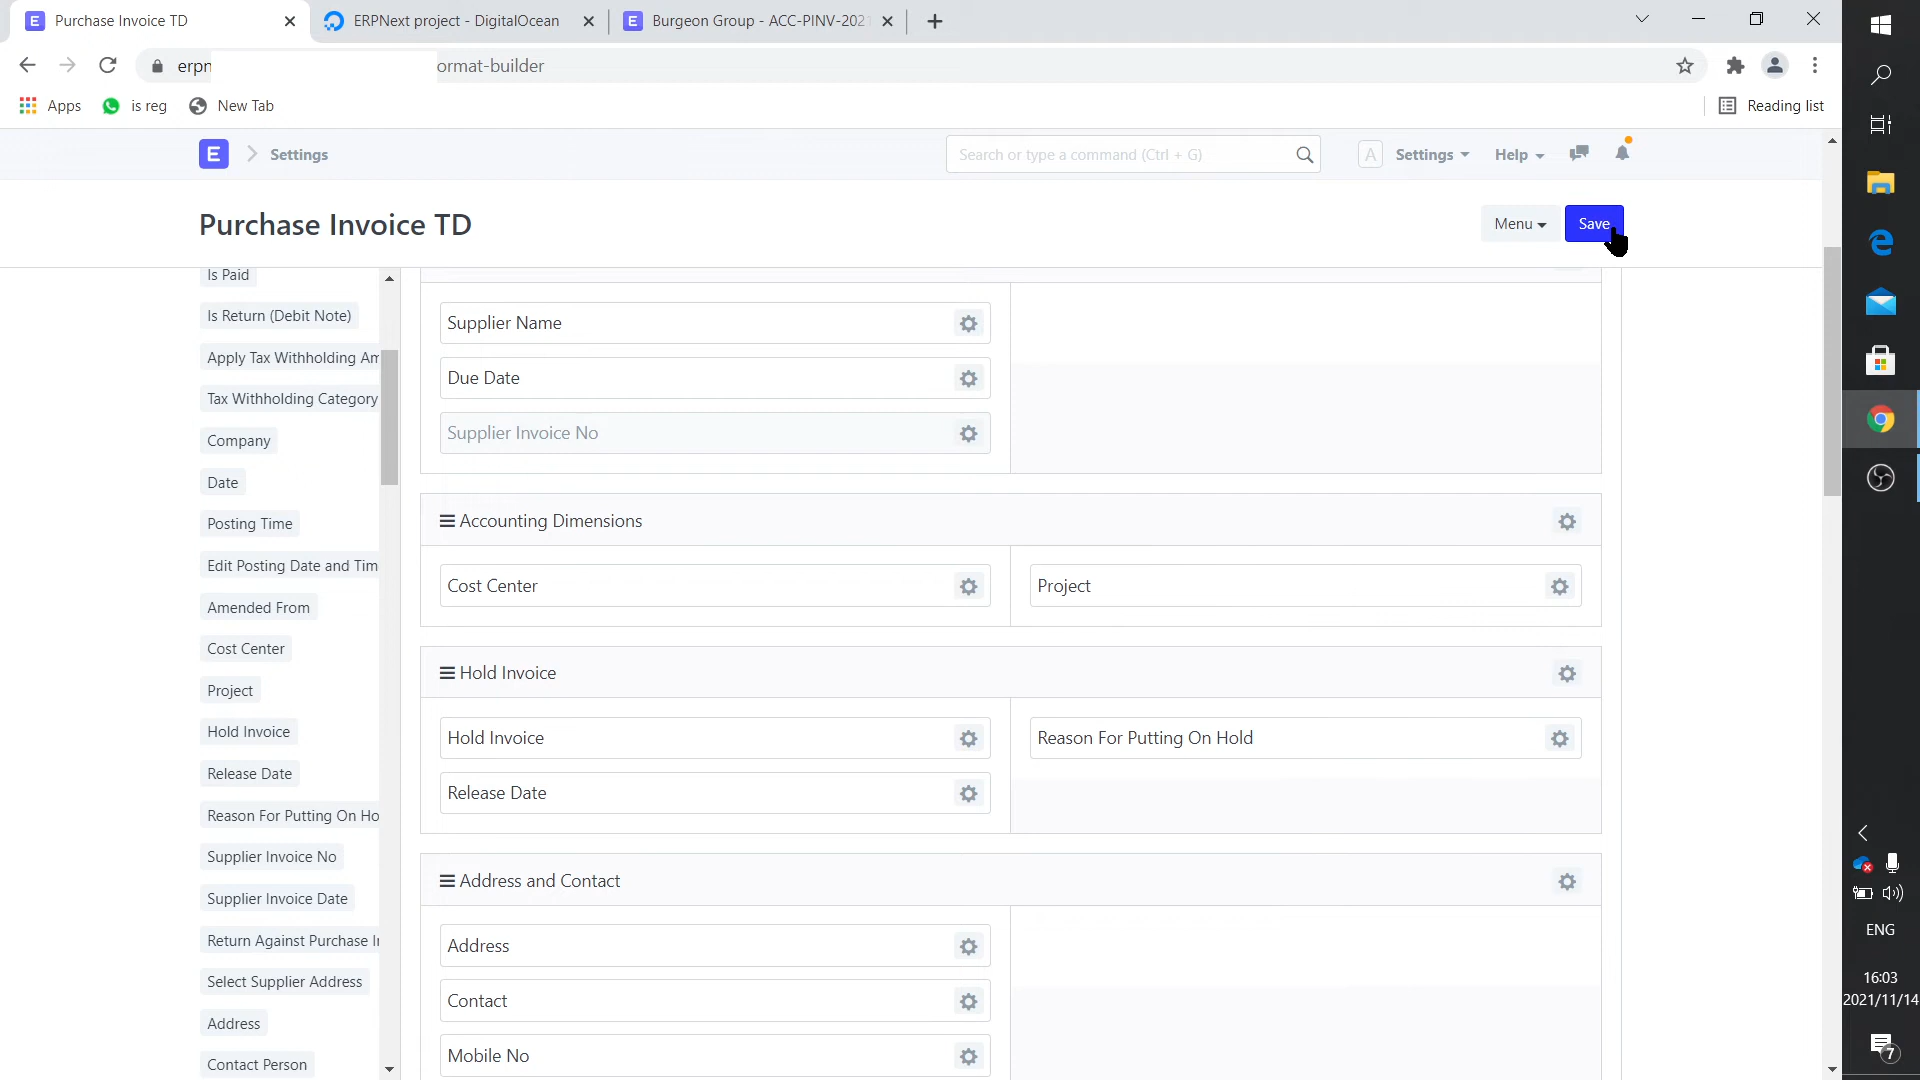 Purchase Invoice TD
ERPNext project - DigitalOcean
Burgeon Group - ACC-PINV-2021
erpn
ormat-builder
Apps
is reg
New Tab
Reading list
E
Settings
Search or type a command (Ctrl + G)
A
Settings
Help
Purchase Invoice TD
Menu
Save
Is Paid
Is Return (Debit Note)
Apply Tax Withholding Am
Tax Withholding Category
Company
Date
Posting Time
Edit Posting Date and Tim
Amended From
Cost Center
Project
Hold Invoice
Release Date
Reason For Putting On Ho
Supplier Invoice No
Supplier Invoice Date
Return Against Purchase I
Select Supplier Address
Address
Contact Person
Supplier Name
Due Date
Supplier Invoice No
Accounting Dimensions
Cost Center
Project
Hold Invoice
Hold Invoice
Reason For Putting On Hold
Release Date
Address and Contact
Address
Contact
Mobile No
ENG
16:03
2021/11/14
7